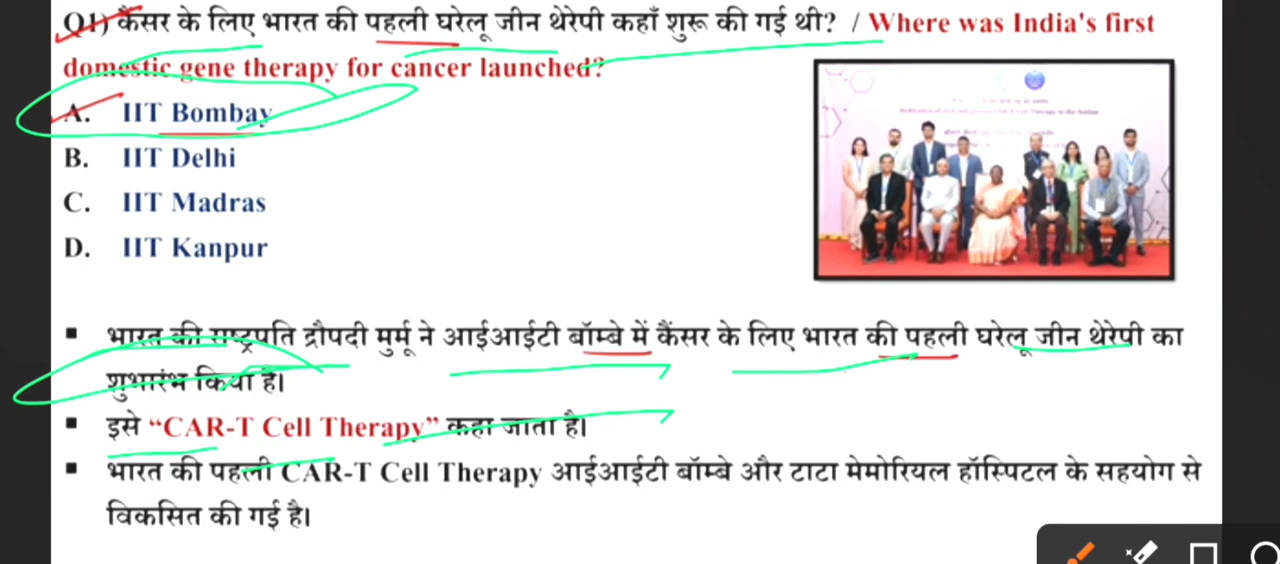 Q1) कैंसर के लिए भारत की पहली घरेलू जीन थेरेपी कहाँ शुरू की गई थी? / Where was India's first
domestic gene therapy for cancer launched?
A. IIT Bombay
B. IIT Delhi
C. IIT Madras
D. IIT Kanpur
▪ भारत की राष्ट्रपति द्रौपदी मुर्मू ने आईआईटी बॉम्बे में कैंसर के लिए भारत की पहली घरेलू जीन थेरेपी का
शुभारंभ किया है।
▪ इसे “CAR-T Cell Therapy” कहा जाता है।
▪ भारत की पहली CAR-T Cell Therapy आईआईटी बॉम्बे और टाटा मेमोरियल हॉस्पिटल के सहयोग से
विकसित की गई है।